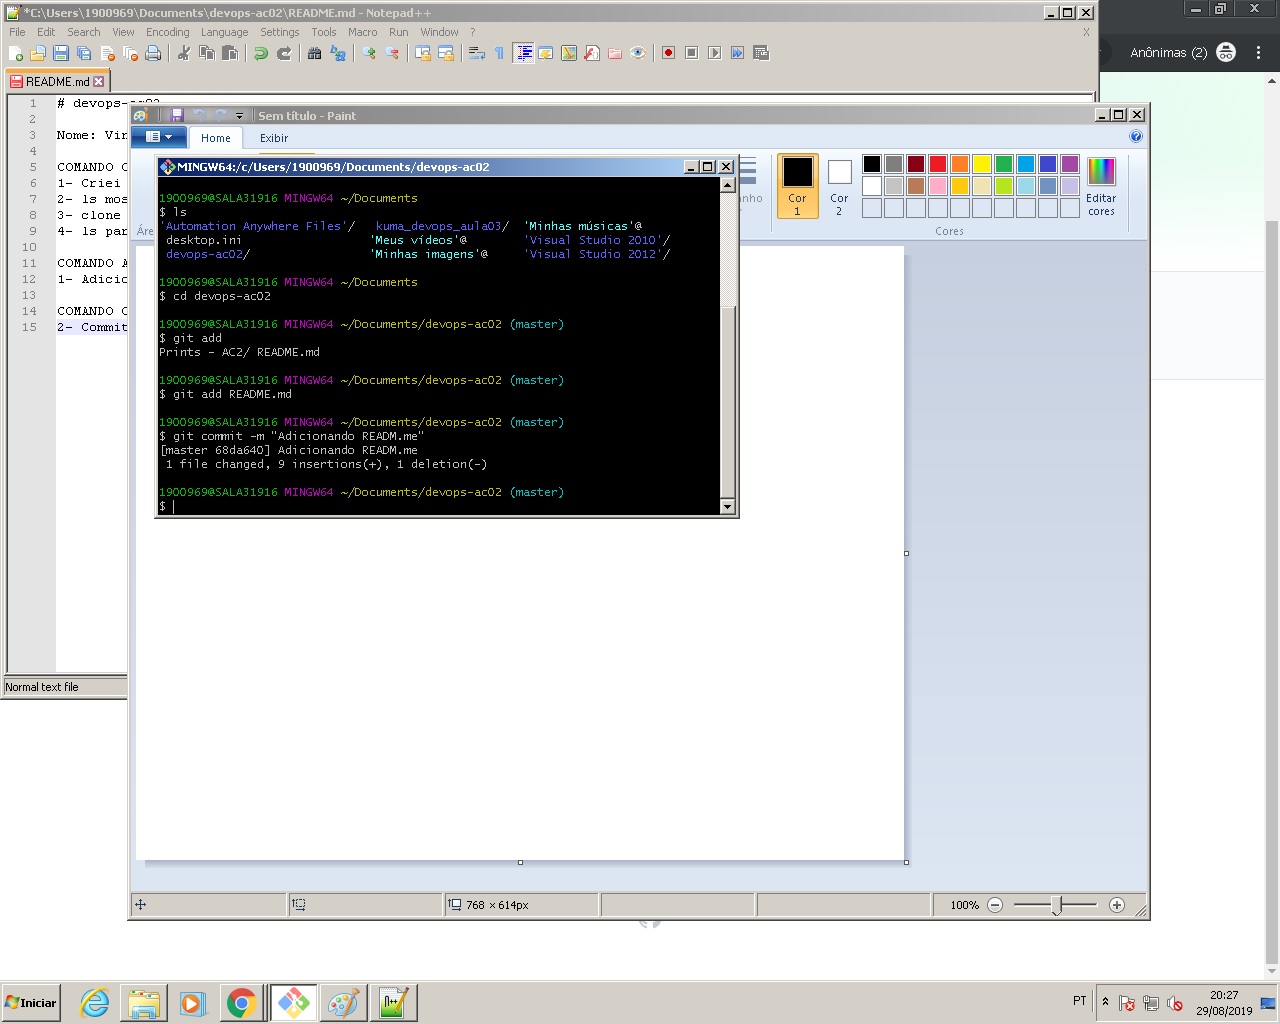 *C:\Users\1900969\Documents\devops-ac02\README.md - Notepad++
File Edit Search View Encoding Language Settings Tools Macro Run Window ? X
Anônimas (2)
README.md
1 # devops-ac02
2
3 Nome: Vin
4
5 COMANDO C
6 1- Criei
7 2- ls mos
8 3- clone
9 4- ls par
10
11 COMANDO A
12 1- Adicio
13
14 COMANDO C
15 2- Commit
Normal text file
Sem título - Paint
Home Exibir
Cor 1
Cor 2
Editar cores
Cores
MINGW64:/c/Users/1900969/Documents/devops-ac02
1900969@SALA31916 MINGW64 ~/Documents
$ ls
'Automation Anywhere Files'/ kuma_devops_aula03/ 'Minhas músicas'@
desktop.ini 'Meus vídeos'@ 'Visual Studio 2010'/
devops-ac02/ 'Minhas imagens'@ 'Visual Studio 2012'/
1900969@SALA31916 MINGW64 ~/Documents
$ cd devops-ac02
1900969@SALA31916 MINGW64 ~/Documents/devops-ac02 (master)
$ git add
Prints - AC2/ README.md
1900969@SALA31916 MINGW64 ~/Documents/devops-ac02 (master)
$ git add README.md
1900969@SALA31916 MINGW64 ~/Documents/devops-ac02 (master)
$ git commit -m "Adicionando READM.me"
[master 68da640] Adicionando READM.me
1 file changed, 9 insertions(+), 1 deletion(-)
1900969@SALA31916 MINGW64 ~/Documents/devops-ac02 (master)
$
768 × 614px
100%
Iniciar
PT
20:27
29/08/2019